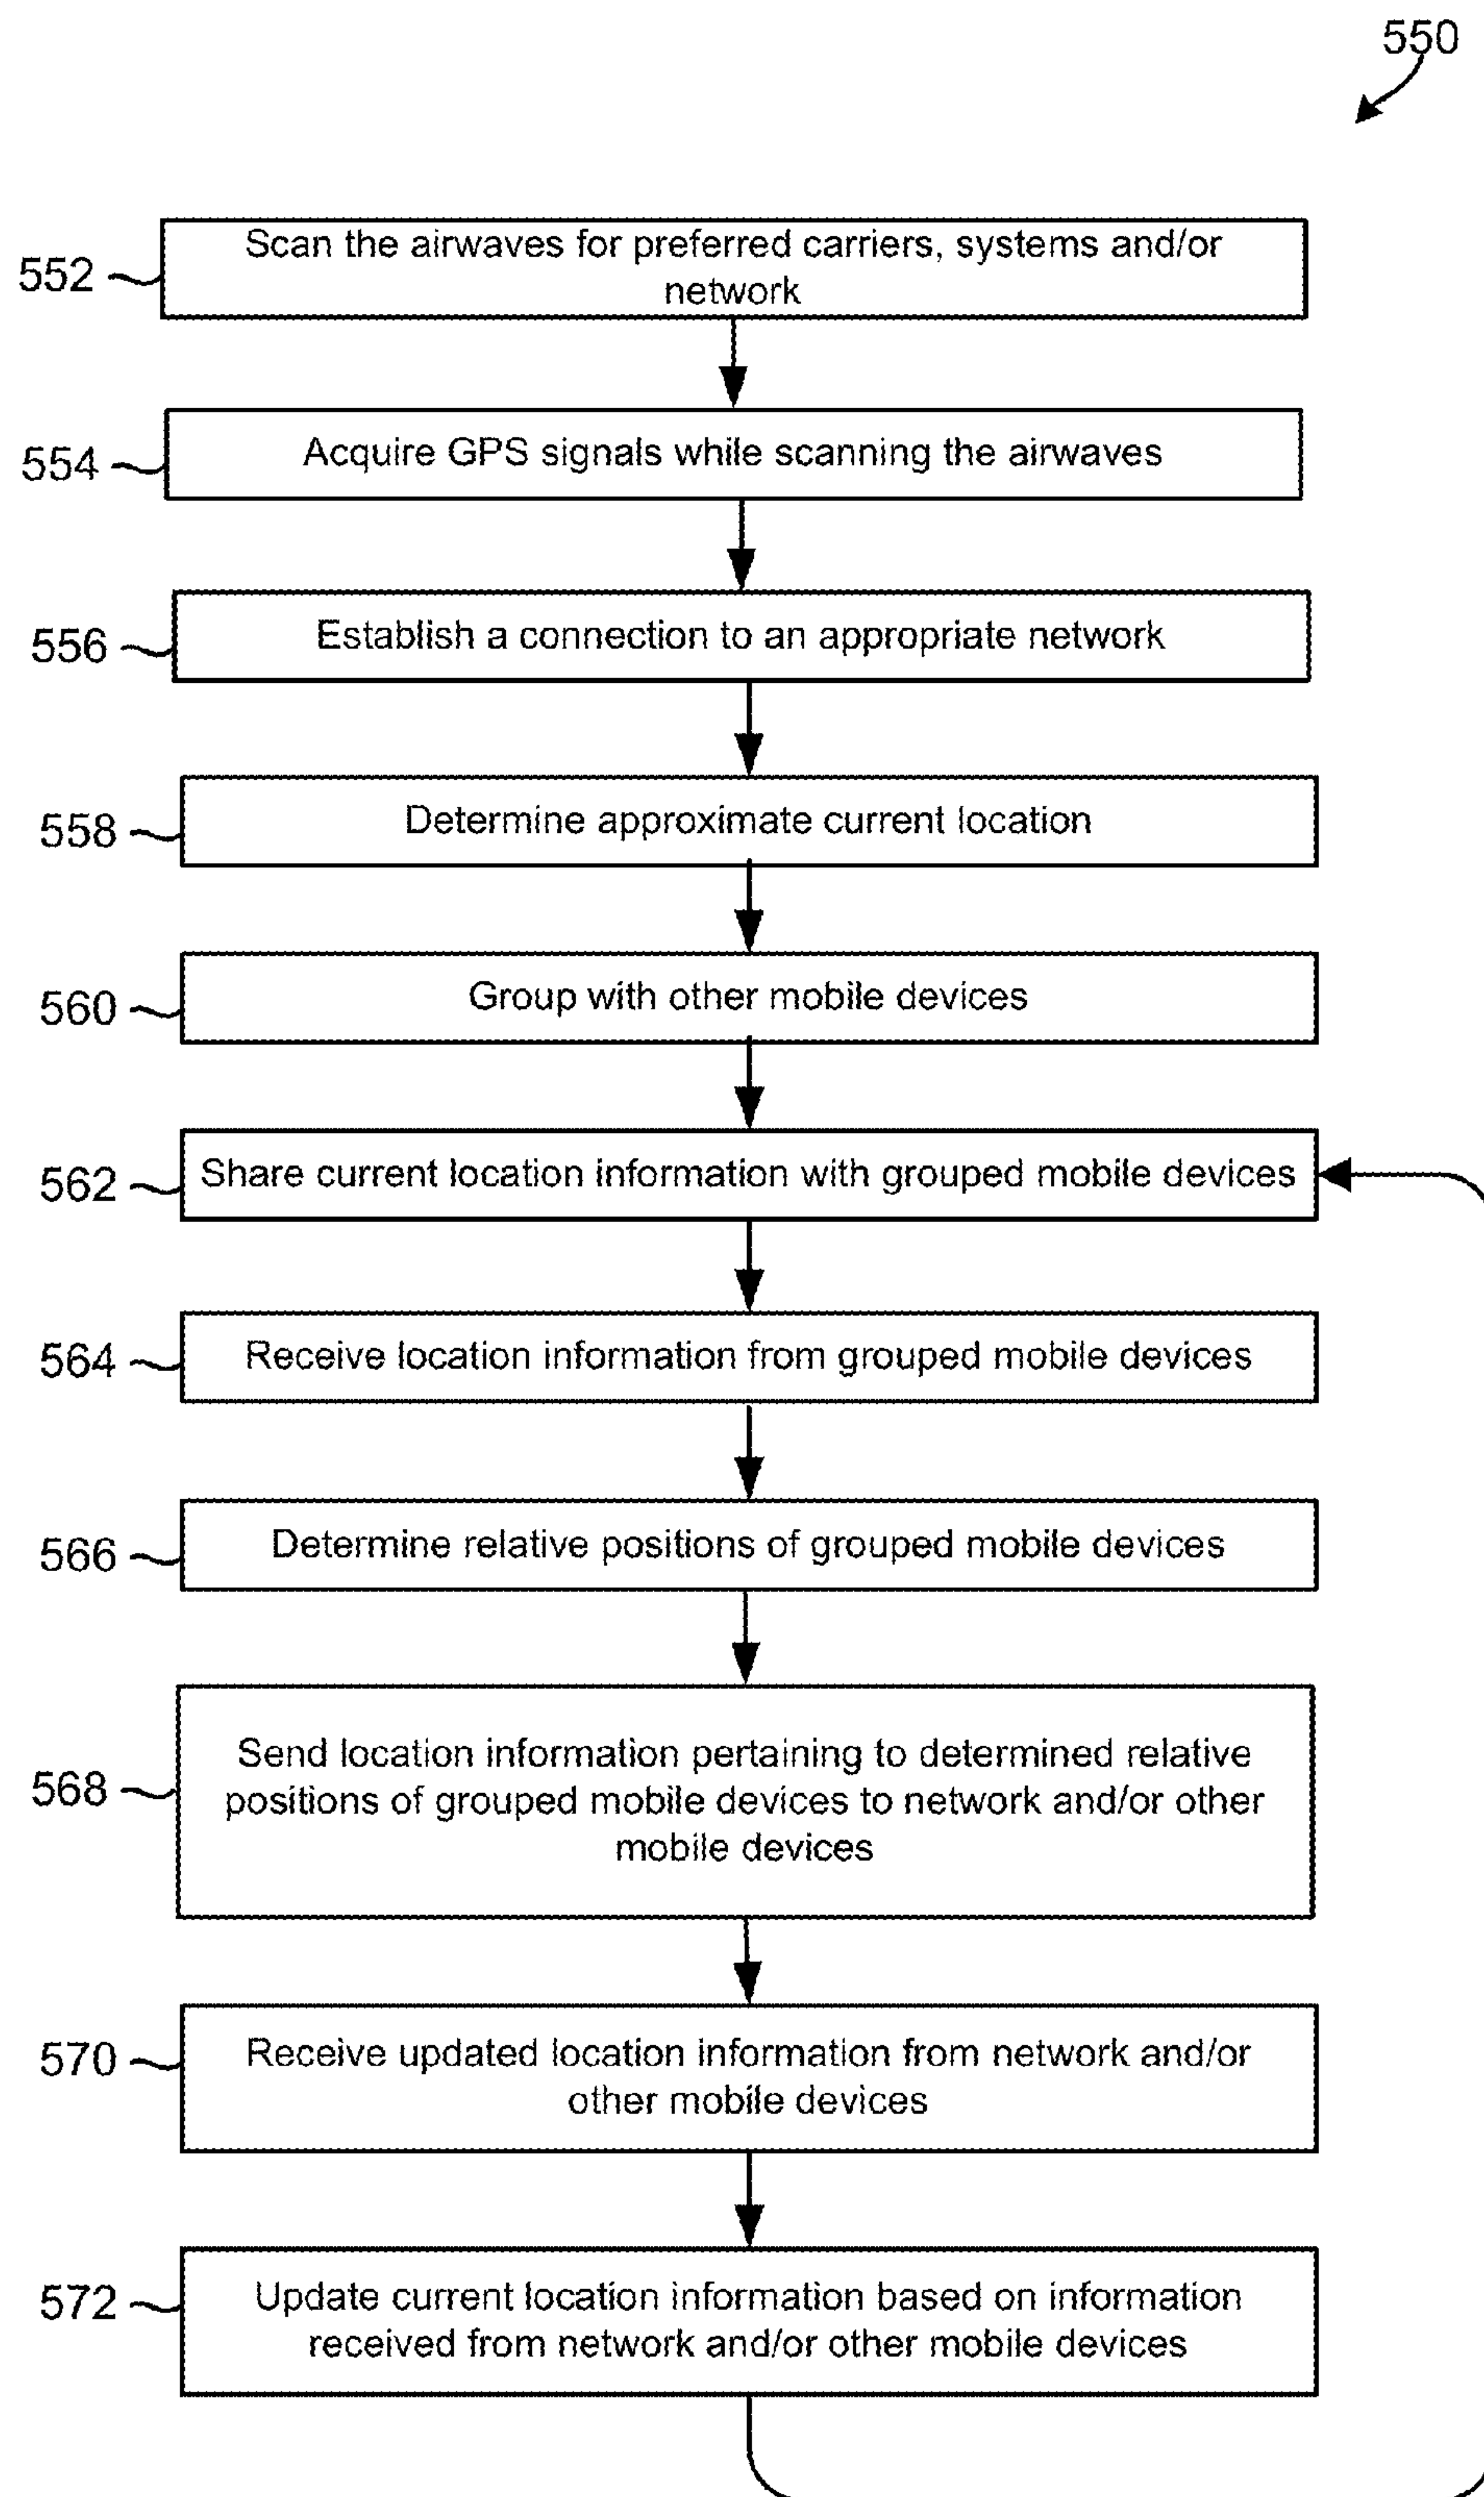 550
552
Scan the airwaves for preferred carriers, systems and/or
network
554
Acquire GPS signals while scanning the airwaves
556
Establish a connection to an appropriate network
558
Determine approximate current location
560
Group with other mobile devices
562
Share current location information with grouped mobile devices
564
Receive location information from grouped mobile devices
566
Determine relative positions of grouped mobile devices
568
Send location information pertaining to determined relative
positions of grouped mobile devices to network and/or other
mobile devices
570
Receive updated location information from network and/or
other mobile devices
572
Update current location information based on information
received from network and/or other mobile devices